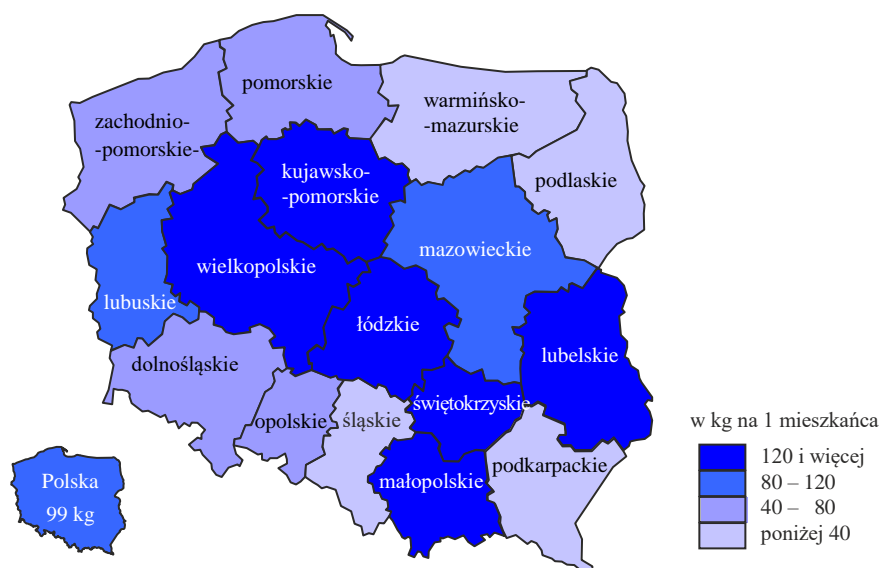 pomorskie
warmińsko-
-mazurskie
zachodnio-
-pomorskie-
kujawsko-
-pomorskie
podlaskie
mazowieckie
wielkopolskie
lubuskie
łódzkie
lubelskie
dolnośląskie
świętokrzyskie
opolskie
śląskie
podkarpackie
małopolskie
Polska
99 kg
w kg na 1 mieszkańca
120 i więcej
80 – 120
40 – 80
poniżej 40